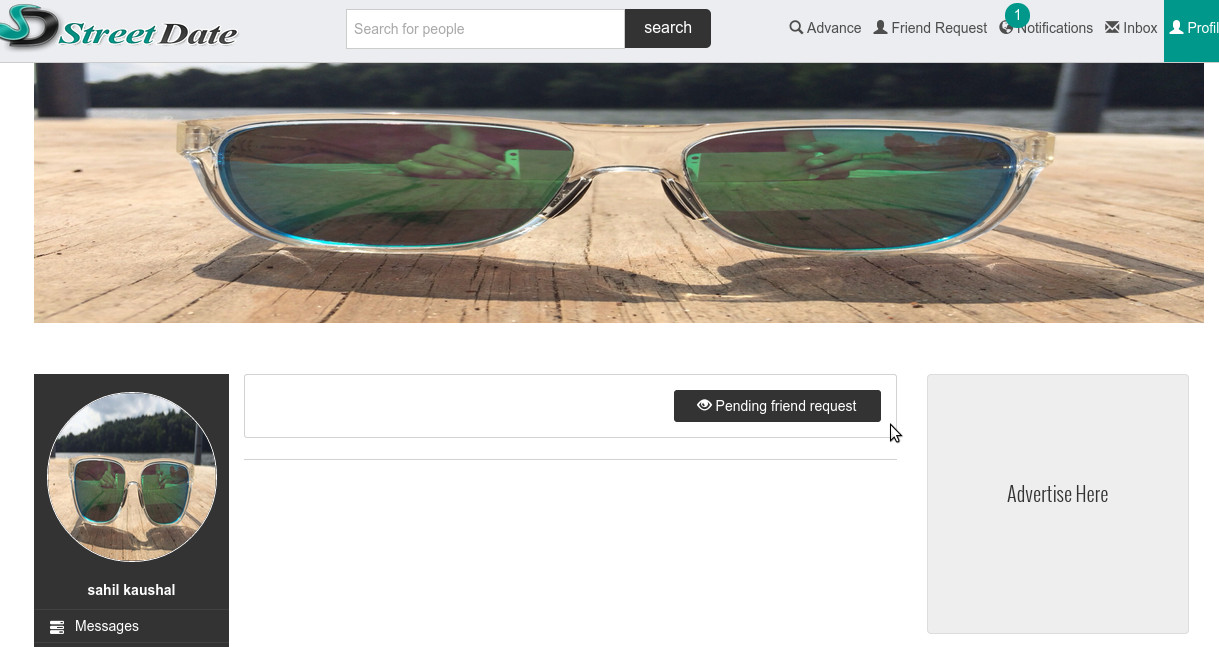 Street Date
Search for people
search
Advance
Friend Request
1
Notifications
Inbox
Profil
Pending friend request
Advertise Here
sahil kaushal
Messages